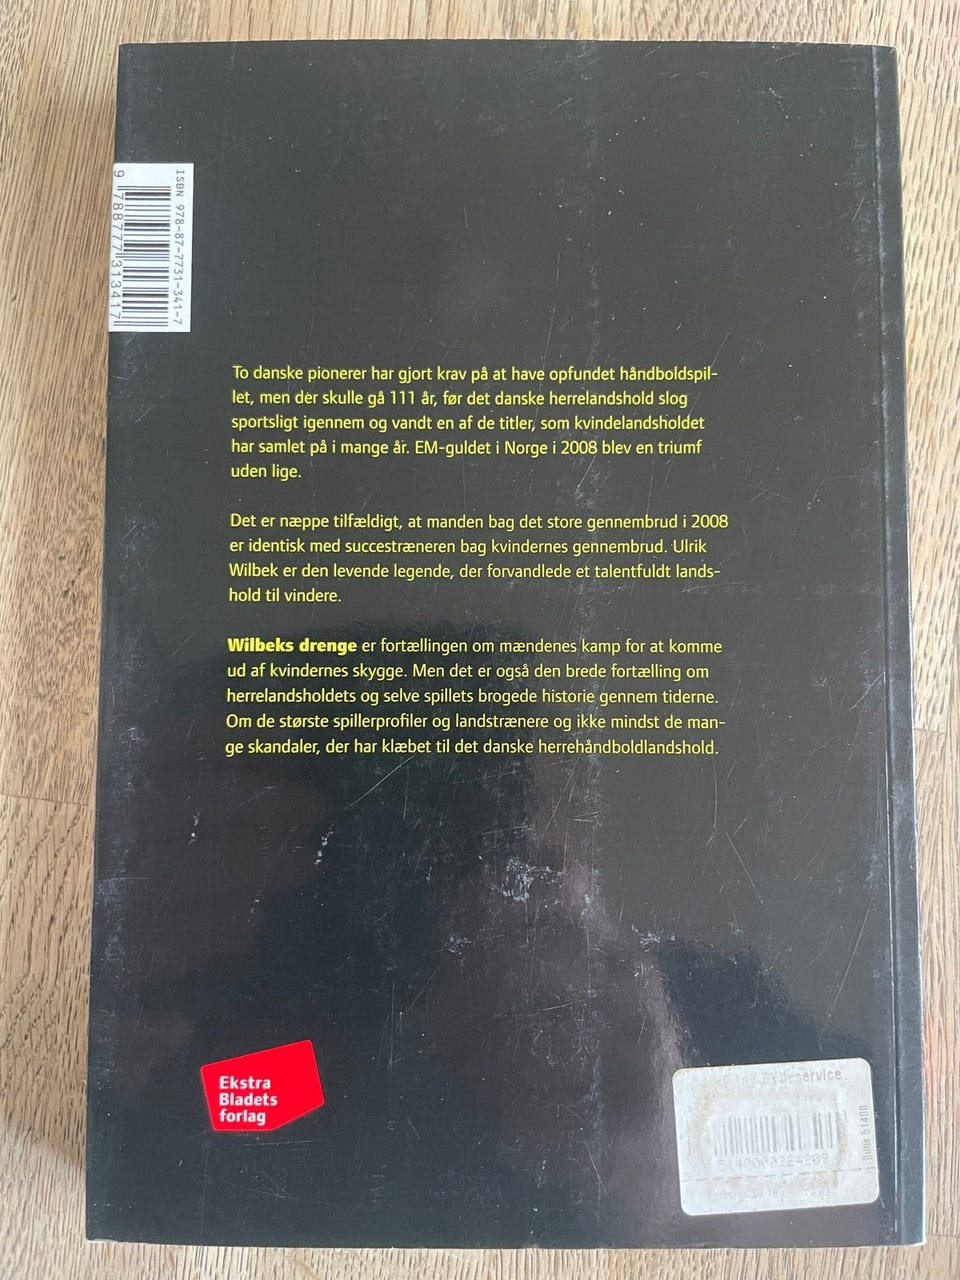 ISBN 978-87-7731-341-7
9 788777 313417
To danske pionerer har gjort krav på at have opfundet håndboldspil-
let, men der skulle gå 111 år, før det danske herrelandshold slog
sportsligt igennem og vandt en af de titler, som kvindelandsholdet
har samlet på i mange år. EM-guldet i Norge i 2008 blev en triumf
uden lige.
Det er næppe tilfældigt, at manden bag det store gennembrud i 2008
er identisk med succestræneren bag kvindernes gennembrud. Ulrik
Wilbek er den levende legende, der forvandlede et talentfuldt lands-
hold til vindere.
Wilbeks drenge er fortællingen om mændenes kamp for at komme
ud af kvindernes skygge. Men det er også den brede fortælling om
herrelandsholdets og selve spillets brogede historie gennem tiderne.
Om de største spillerprofiler og landstrænere og ikke mindst de man-
ge skandaler, der har klæbet til det danske herrehåndboldlandshold.
Ekstra
Bladets
forlag
5140000224209
51400